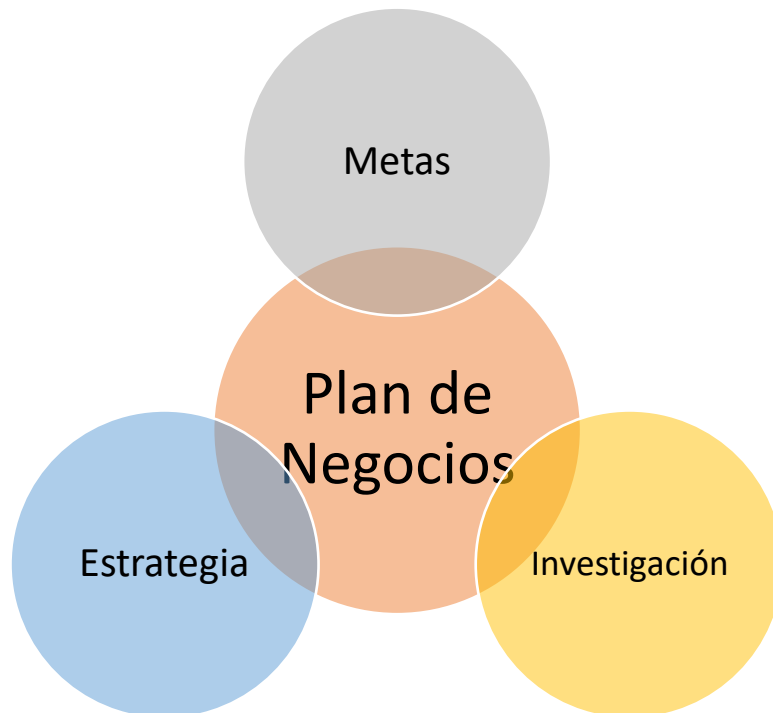 Metas
Plan de
Negocios
Estrategia
Investigación